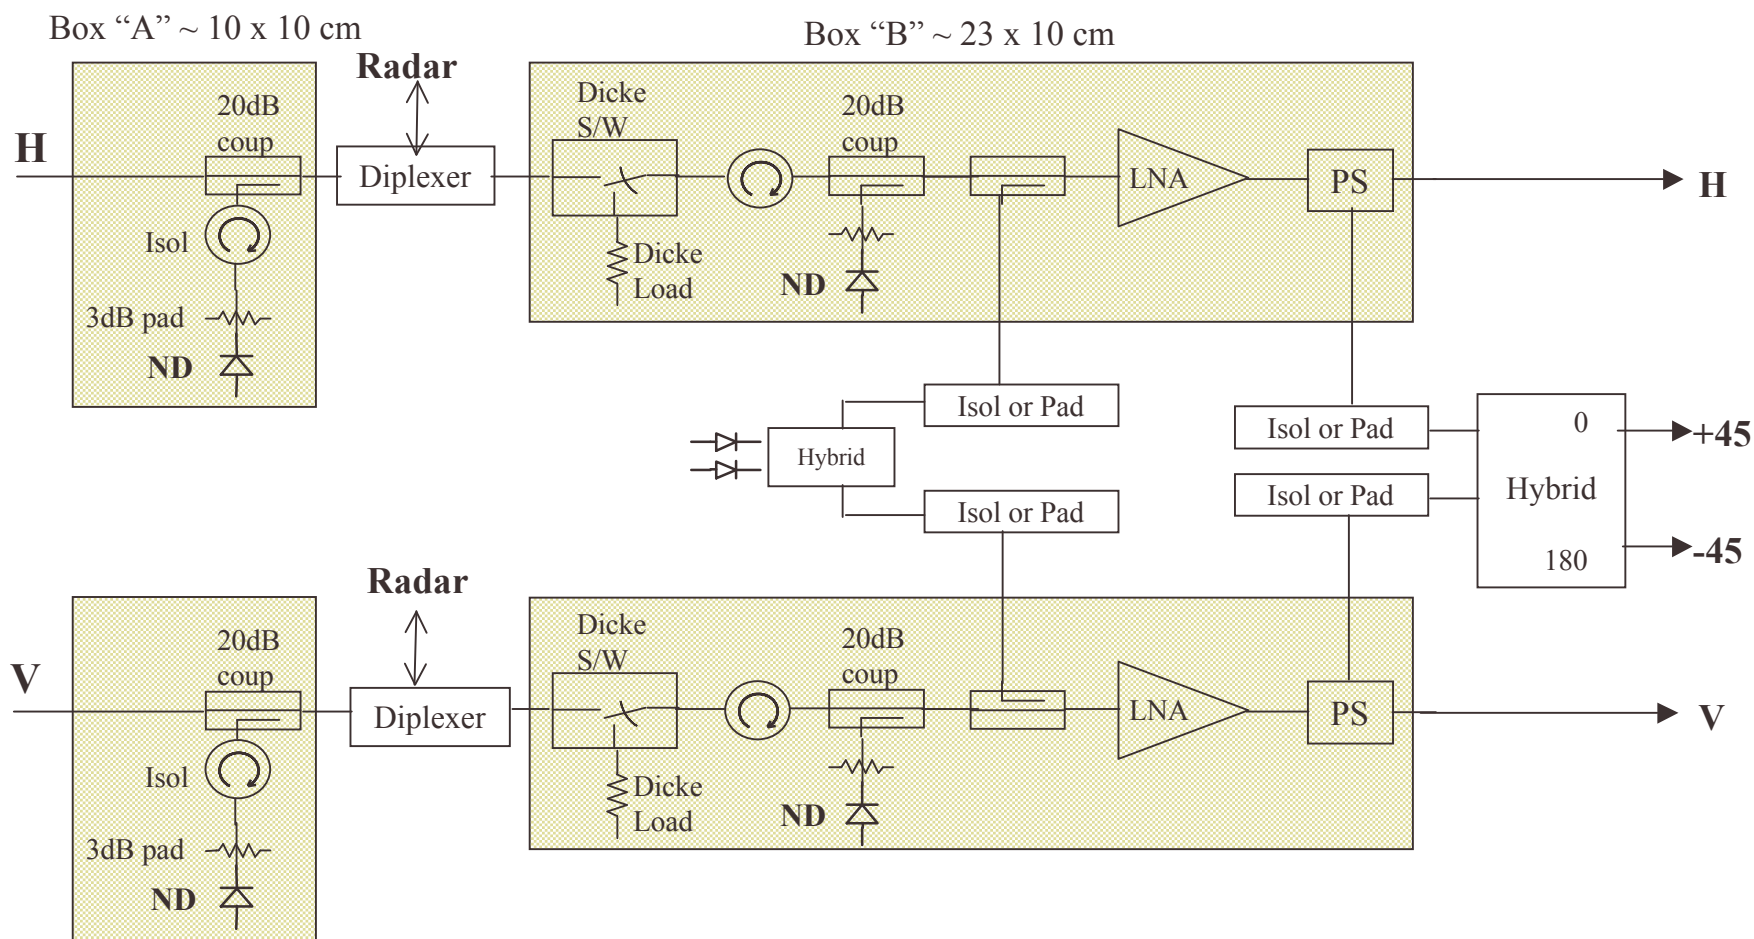 Box “A” ~ 10 x 10 cm
Box “B” ~ 23 x 10 cm
Radar
20dB
coup
H
Diplexer
Isol
3dB pad
ND
Dicke
S/W
Dicke
Load
20dB
coup
ND
LNA
PS
H
Isol or Pad
Hybrid
Isol or Pad
Isol or Pad
Isol or Pad
0
Hybrid
180
+45
-45
Radar
20dB
coup
V
Diplexer
Isol
3dB pad
ND
Dicke
S/W
Dicke
Load
20dB
coup
ND
LNA
PS
V